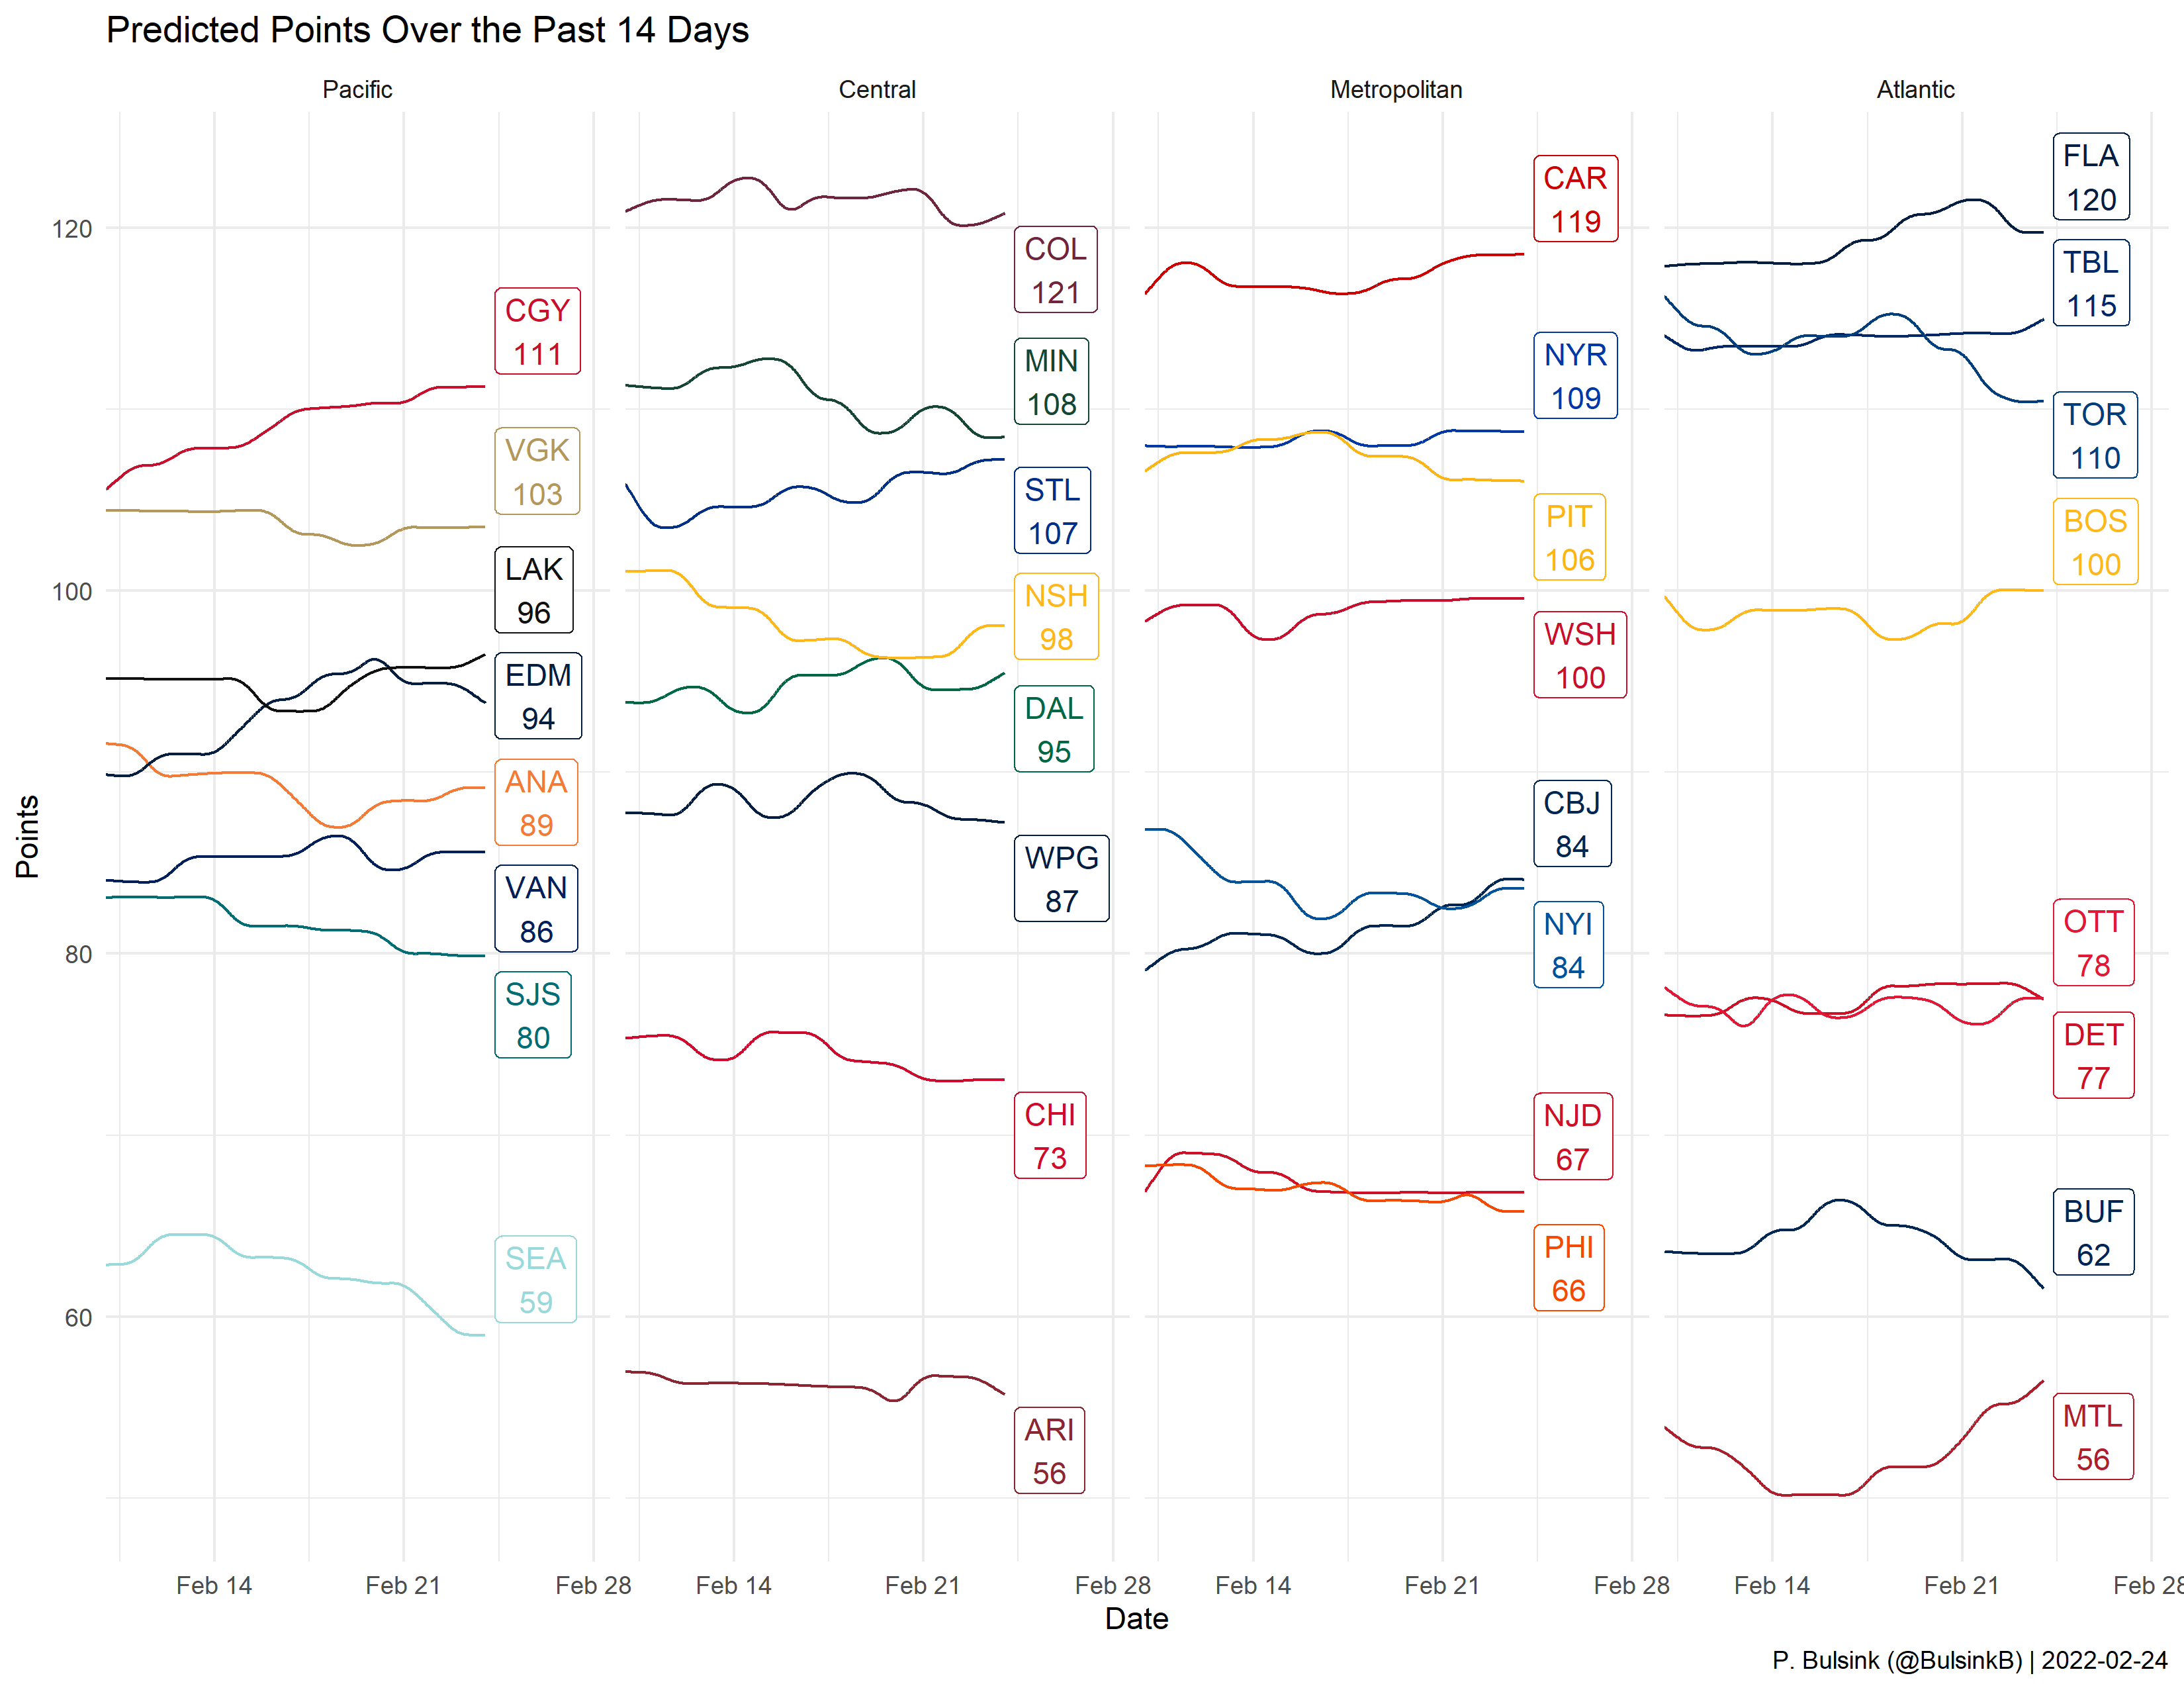 Predicted Points Over the Past 14 Days
Pacific
Central
Metropolitan
Atlantic
Points
120
100
80
60
CGY
111
VGK
103
LAK
96
EDM
94
ANA
89
VAN
86
SJS
80
SEA
59
COL
121
MIN
108
STL
107
NSH
98
DAL
95
WPG
87
CHI
73
ARI
56
CAR
119
NYR
109
PIT
106
WSH
100
CBJ
84
NYI
84
NJD
67
PHI
66
FLA
120
TBL
115
TOR
110
BOS
100
OTT
78
DET
77
BUF
62
MTL
56
Feb 14 Feb 21 Feb 28
Feb 14 Feb 21 Feb 28
Feb 14 Feb 21 Feb 28
Feb 14 Feb 21 Feb 28
Date
P. Bulsink (@BulsinkB) | 2022-02-24